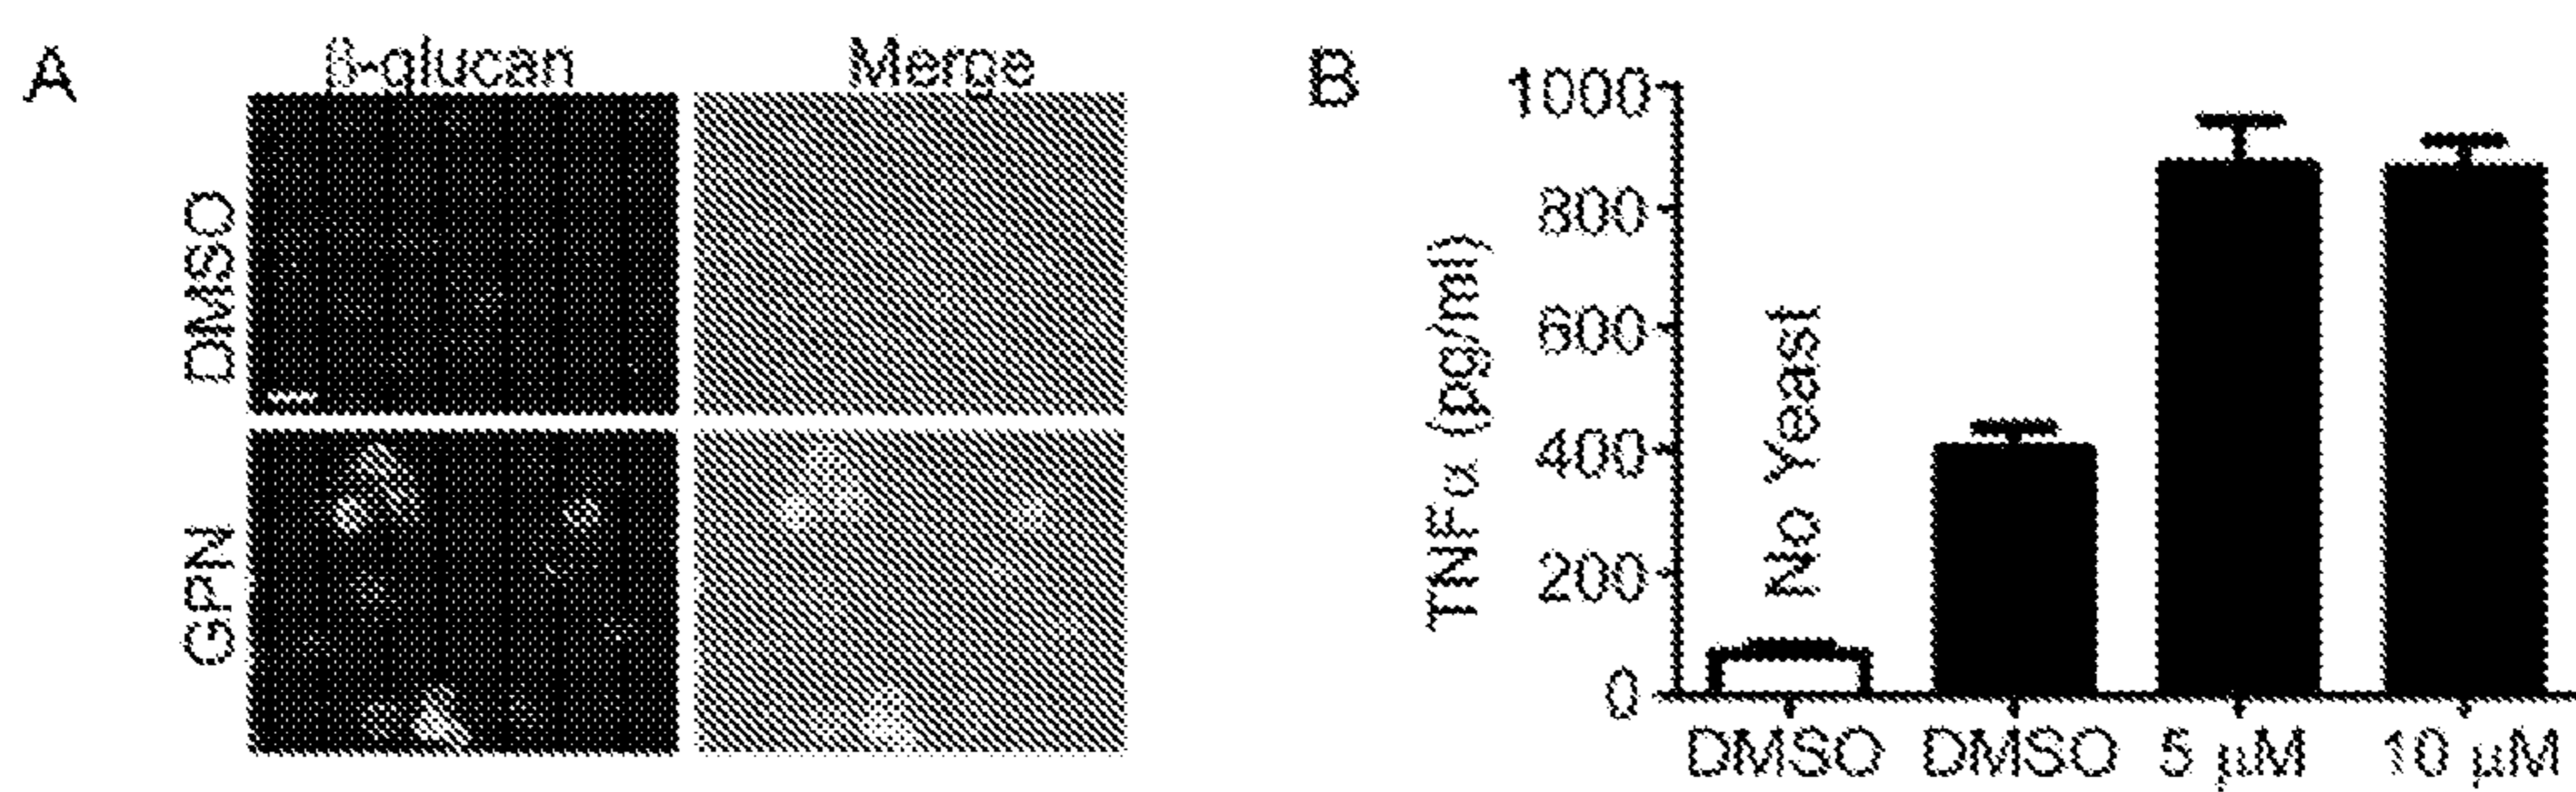 A
β-glucan Merge
DMSO
GPN
B
TNFα (pg/ml)
1000
800
600
400
200
0
No Yeast
DMSO DMSO 5 μM 10 μM